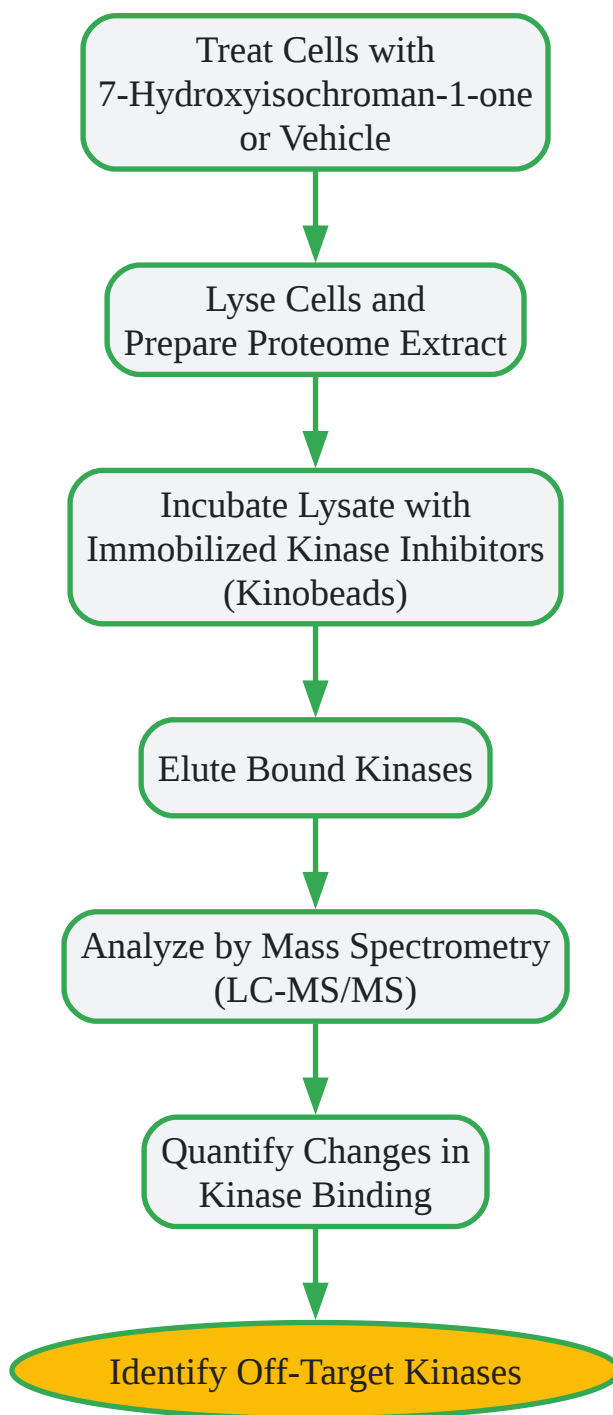 Treat Cells with
7-Hydroxyisochroman-1-one
or Vehicle
Lyse Cells and
Prepare Proteome Extract
Incubate Lysate with
Immobilized Kinase Inhibitors
(Kinobeads)
Elute Bound Kinases
Analyze by Mass Spectrometry
(LC-MS/MS)
Quantify Changes in
Kinase Binding
Identify Off-Target Kinases